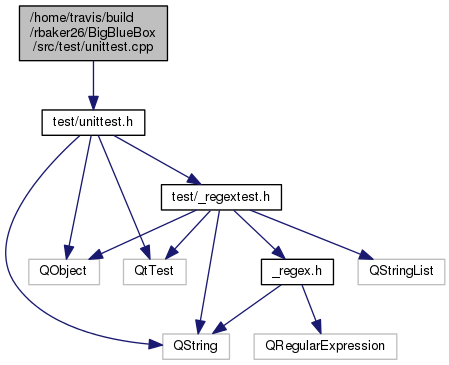 /home/travis/build
/rbaker26/BigBlueBox
/src/test/unittest.cpp
test/unittest.h
test/_regextest.h
QObject
QtTest
_regex.h
QStringList
QString
QRegularExpression